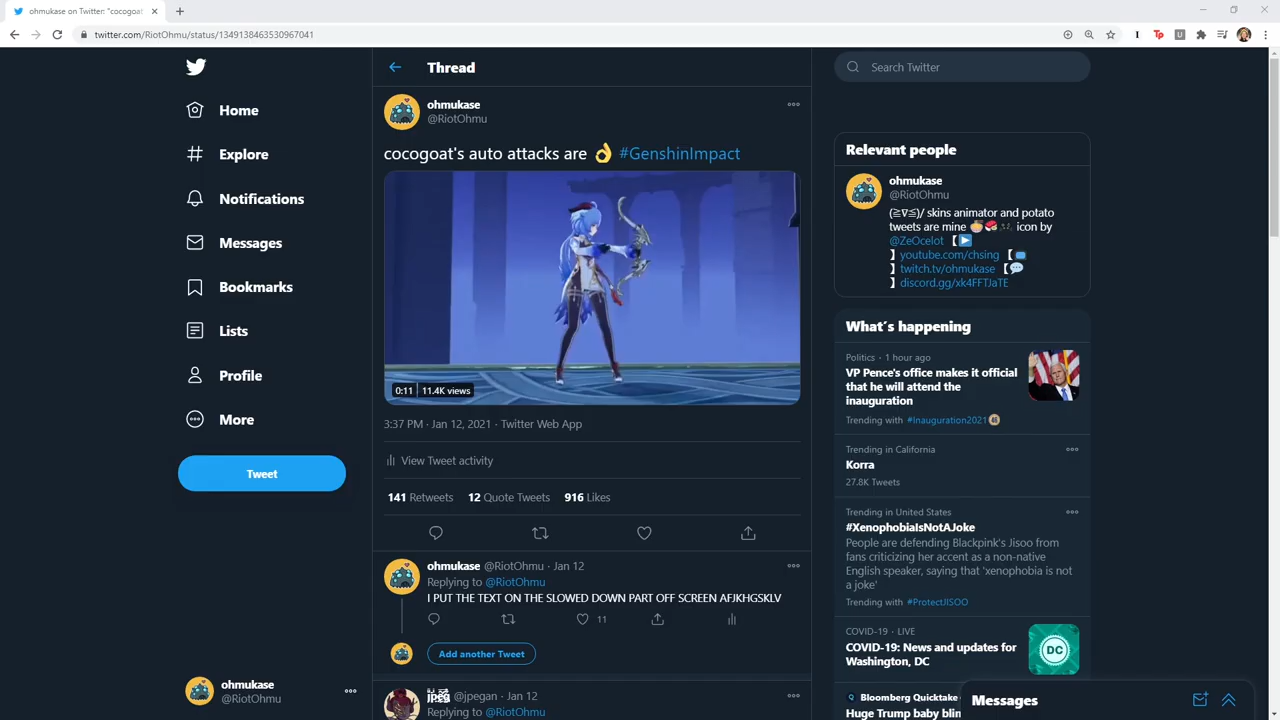 ohmukase on Twitter: "cocogoat
twitter.com/RiotOhmu/status/1349138463530967041
Home
Explore
Notifications
Messages
Bookmarks
Lists
Profile
More
Tweet
ohmukase
@RiotOhmu
Thread
ohmukase
@RiotOhmu
cocogoat's auto attacks are 👌 #GenshinImpact
0:11 11.4K views
3:37 PM · Jan 12, 2021 · Twitter Web App
View Tweet activity
141 Retweets 12 Quote Tweets 916 Likes
ohmukase @RiotOhmu · Jan 12
Replying to @RiotOhmu
I PUT THE TEXT ON THE SLOWED DOWN PART OFF SCREEN AFJKHGSKLV
11
Add another Tweet
jpeg @jpegan · Jan 12
Replying to @RiotOhmu
Search Twitter
Relevant people
ohmukase
@RiotOhmu
(≧∇≦)/ skins animator and potato
tweets are mine 🍜🍣🎮 icon by
@ZeOcelot 【▶
】youtube.com/chsing 【
】twitch.tv/ohmukase 【💬
】discord.gg/xk4FFTJaTE
What's happening
Politics · 1 hour ago
VP Pence's office makes it official
that he will attend the
inauguration
Trending with #Inauguration2021
Trending in California
Korra
27.8K Tweets
Trending in United States
#XenophobiaIsNotAJoke
People are defending Blackpink's Jisoo from
fans criticizing her accent as a non-native
English speaker, saying that 'xenophobia is not
a joke'
Trending with #ProtectJISOO
COVID-19 · LIVE
COVID-19: News and updates for
Washington, DC
DC
Bloomberg Quicktake
Huge Trump baby blim
Messages